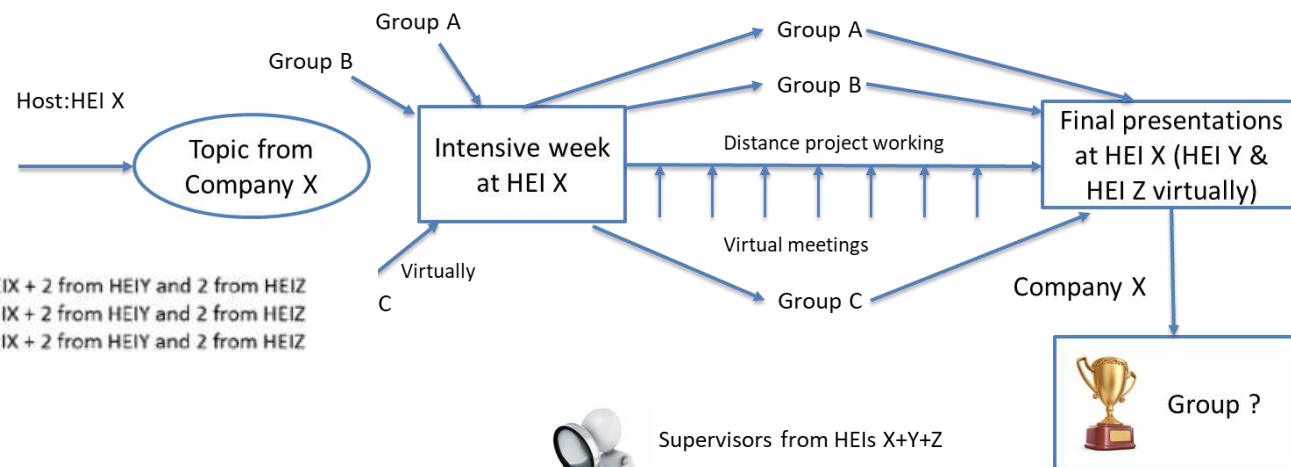 Group A
Group A
Group B
Group B
Host:HEI X
Topic from
Company X
Intensive week
at HEI X
Distance project working
Final presentations
at HEI X (HEI Y &
HEI Z virtually)
Virtual meetings
Virtually
C
Group C
Company X
IX + 2 from HEIY and 2 from HEIZ
IX + 2 from HEIY and 2 from HEIZ
IX + 2 from HEIY and 2 from HEIZ
Group ?
Supervisors from HEIs X+Y+Z